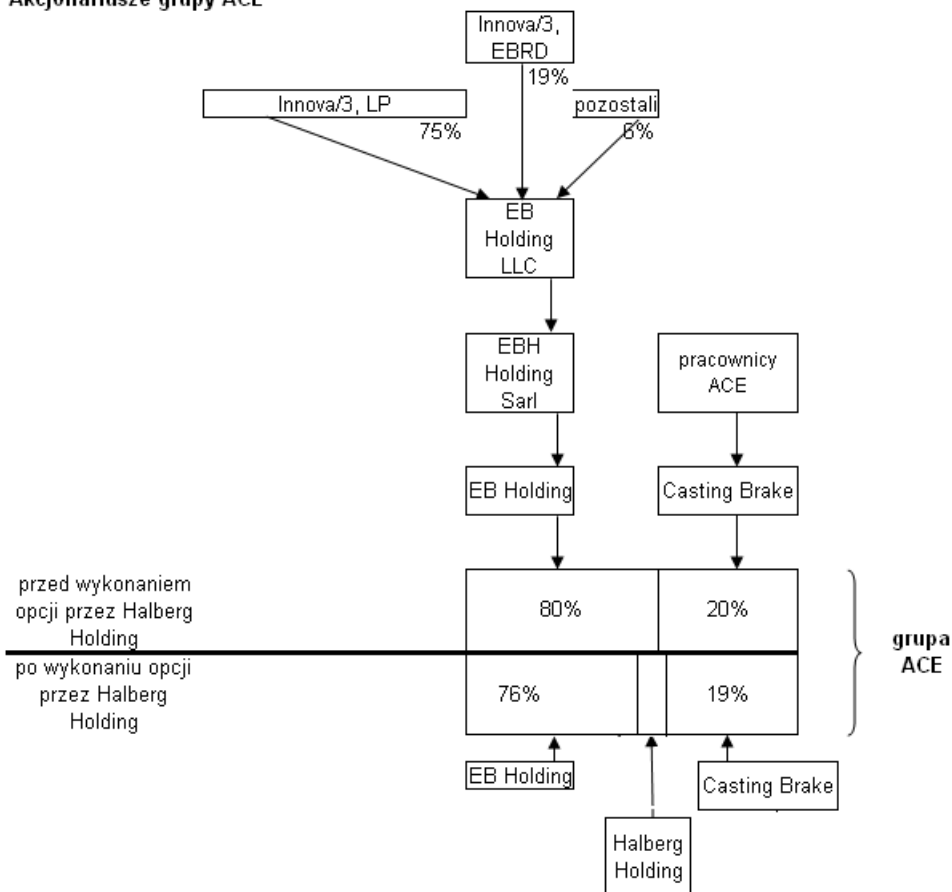 Akcjonariusze grupy ACE
Innova/3,
EBRD
19%
Innova/3, LP
75%
pozostali
6%
EB
Holding
LLC
EBH
Holding
Sarl
pracownicy
ACE
EB Holding
Casting Brake
przed wykonaniem
opcji przez Halberg
Holding
80%
20%
grupa
ACE
po wykonaniu opcji
przez Halberg
Holding
76%
19%
EB Holding
Casting Brake
Halberg
Holding